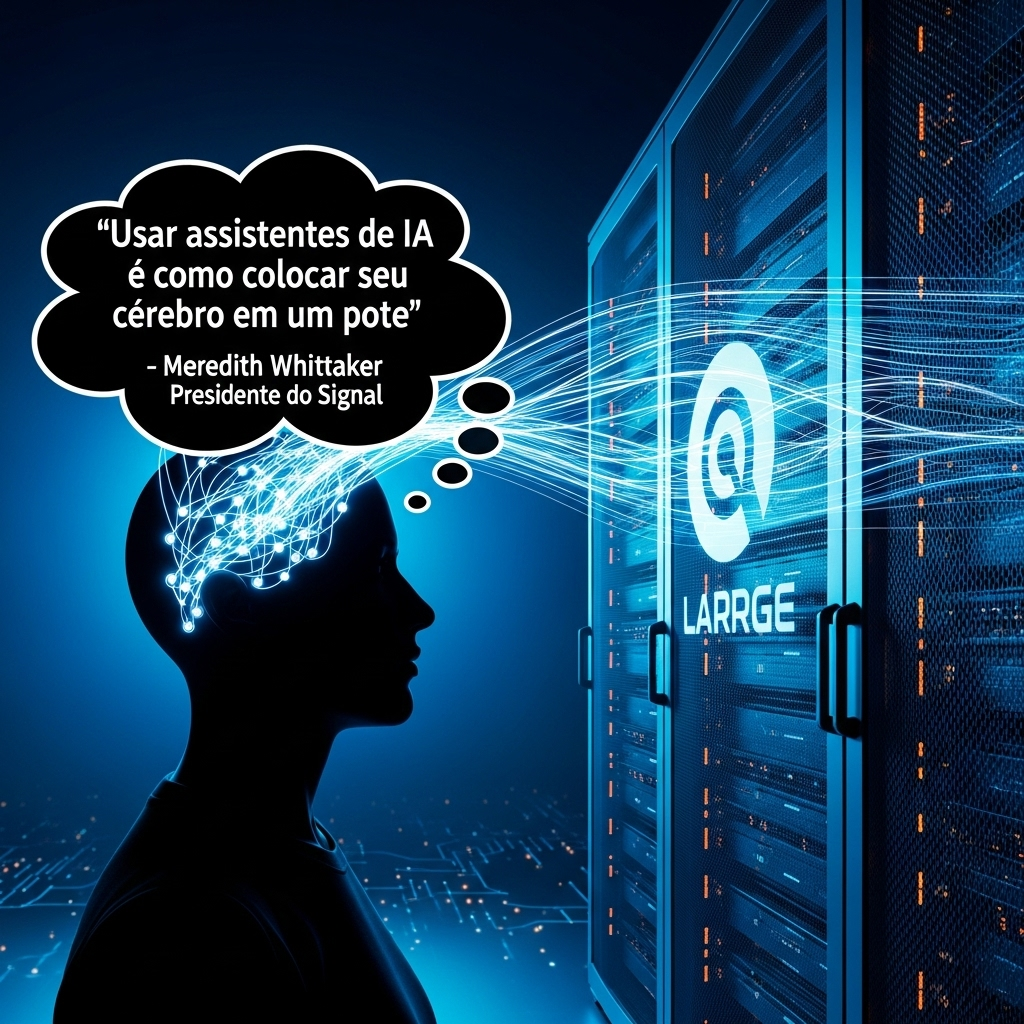 “Usar assistentes de IA
é como colocar seu
cérebro em um pote”
– Meredith Whittaker
Presidente do Signal
LARRGE